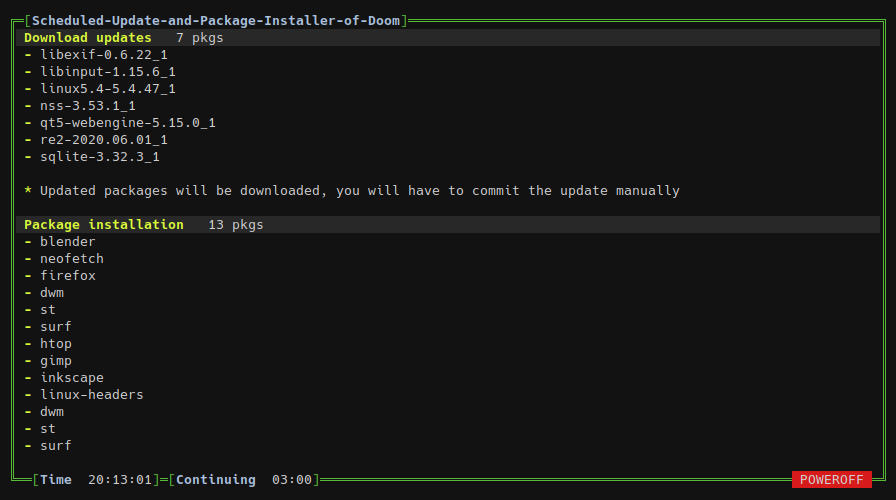 [Scheduled-Update-and-Package-Installer-of-Doom]
Download updates 7 pkgs
- libexif-0.6.22_1
- libinput-1.15.6_1
- linux5.4-5.4.47_1
- nss-3.53.1_1
- qt5-webengine-5.15.0_1
- re2-2020.06.01_1
- sqlite-3.32.3_1
* Updated packages will be downloaded, you will have to commit the update manually
Package installation 13 pkgs
- blender
- neofetch
- firefox
- dwm
- st
- surf
- htop
- gimp
- inkscape
- linux-headers
- dwm
- st
- surf
[Time 20:13:01]=[Continuing 03:00] POWEROFF